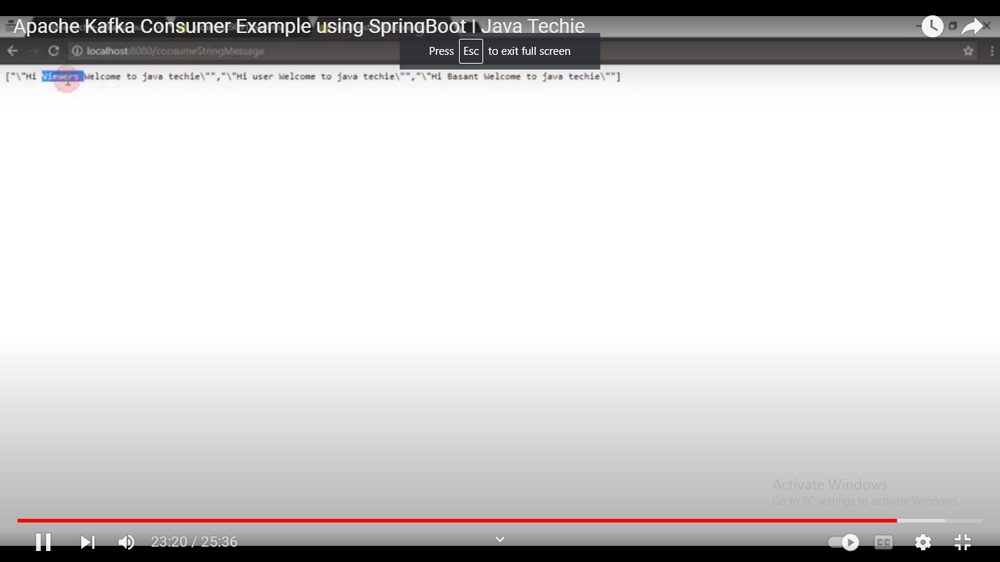 Apache Kafka Consumer Example using SpringBoot I Java Techie
localhost:8080/consumeStringMessage
Press Esc to exit full screen
["\"Hi Viewers Welcome to java techie\"","\"Hi user Welcome to java techie\"","\"Hi Basant Welcome to java techie\""]
Activate Windows
Go to PC settings to activate Windows.
23:20 / 25:36
CC